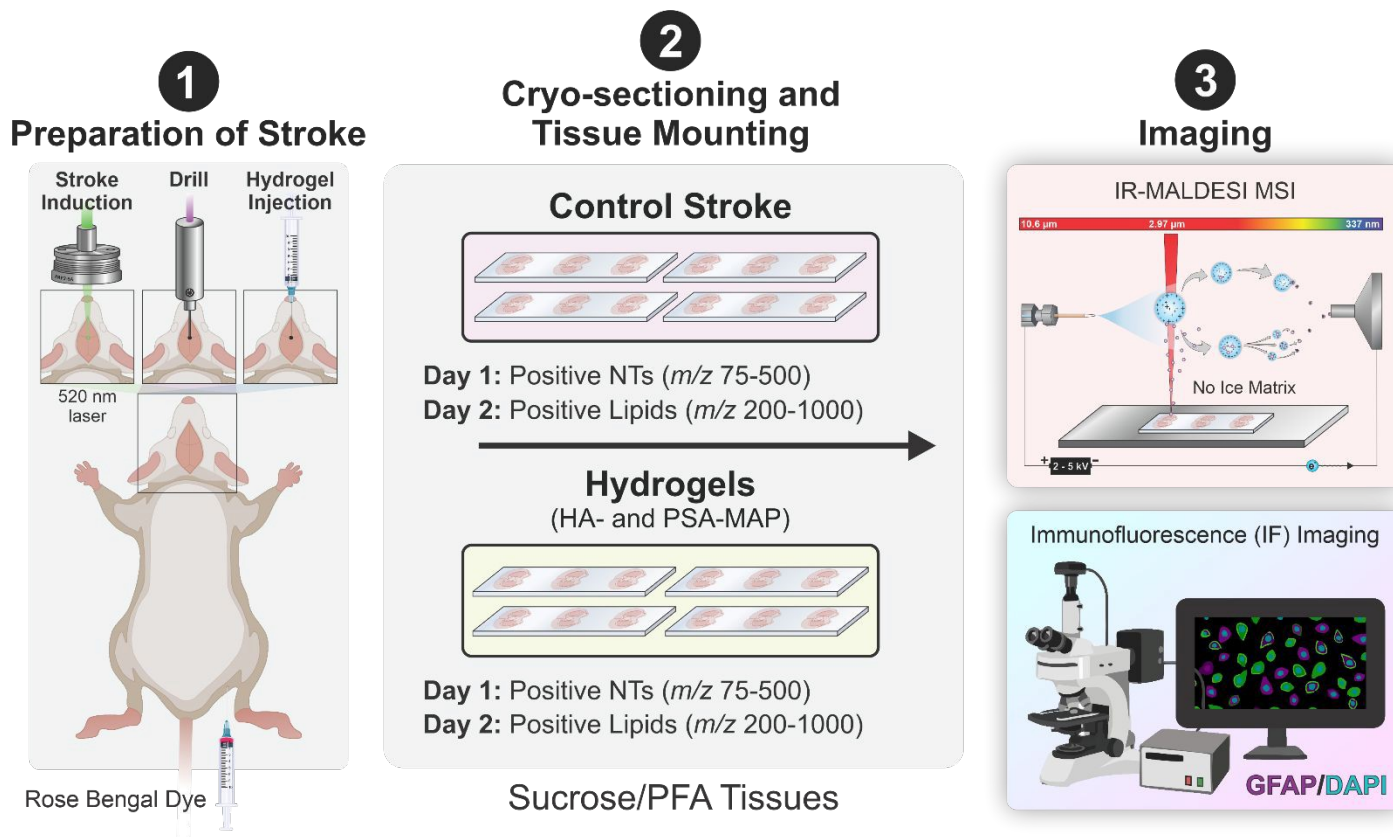 1
Preparation of Stroke
Stroke
Induction
Drill
Hydrogel
Injection
520 nm
laser
Rose Bengal Dye
2
Cryo-sectioning and
Tissue Mounting
Control Stroke
Day 1: Positive NTs (m/z 75-500)
Day 2: Positive Lipids (m/z 200-1000)
Hydrogels
(HA- and PSA-MAP)
Day 1: Positive NTs (m/z 75-500)
Day 2: Positive Lipids (m/z 200-1000)
Sucrose/PFA Tissues
3
Imaging
IR-MALDESI MSI
10.6 µm 2.97 µm 337 nm
No Ice Matrix
+ 2 - 5 kV − e
Immunofluorescence (IF) Imaging
GFAP/DAPI